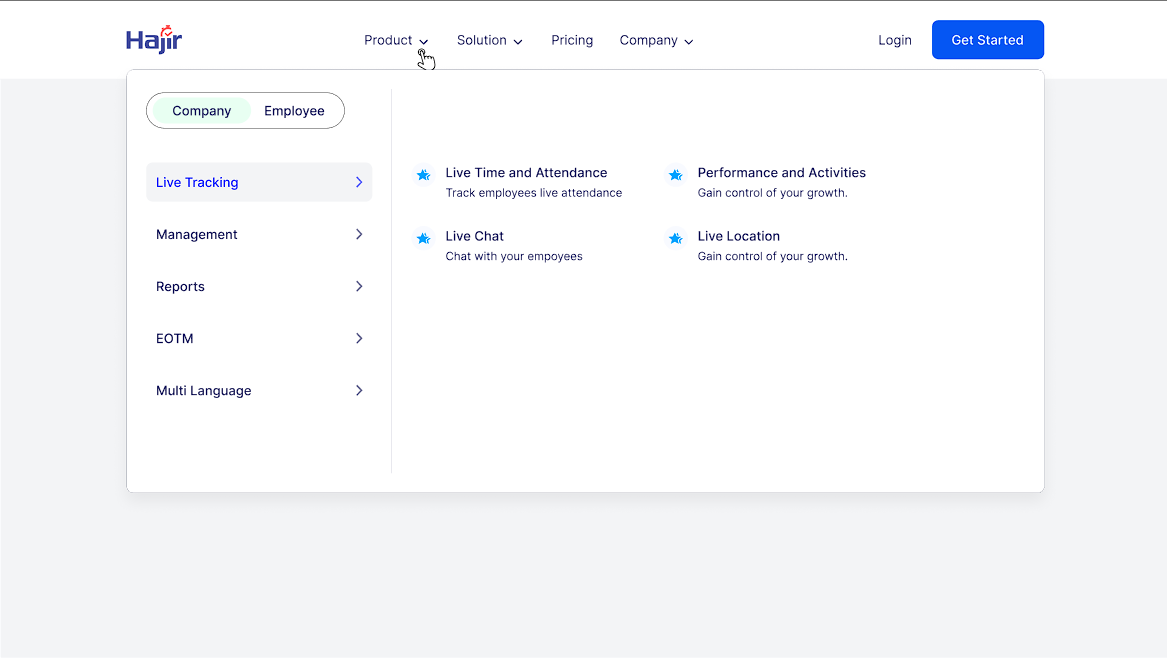 Hajir
Product
Solution
Pricing
Company
Login
Get Started
Company
Employee
Live Tracking
Management
Reports
EOTM
Multi Language
Live Time and Attendance
Track employees live attendance
Performance and Activities
Gain control of your growth.
Live Chat
Chat with your empoyees
Live Location
Gain control of your growth.